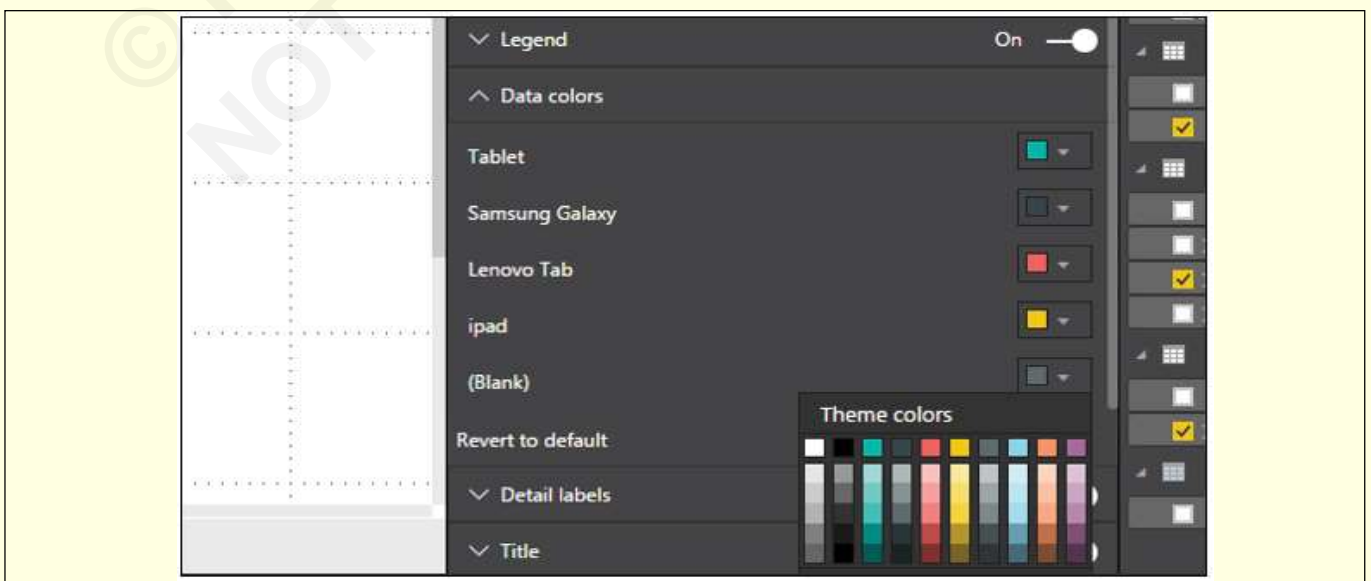 Legend On
Data colors
Tablet
Samsung Galaxy
Lenovo Tab
ipad
(Blank)
Theme colors
Revert to default
Detail labels
Title
©
NOT